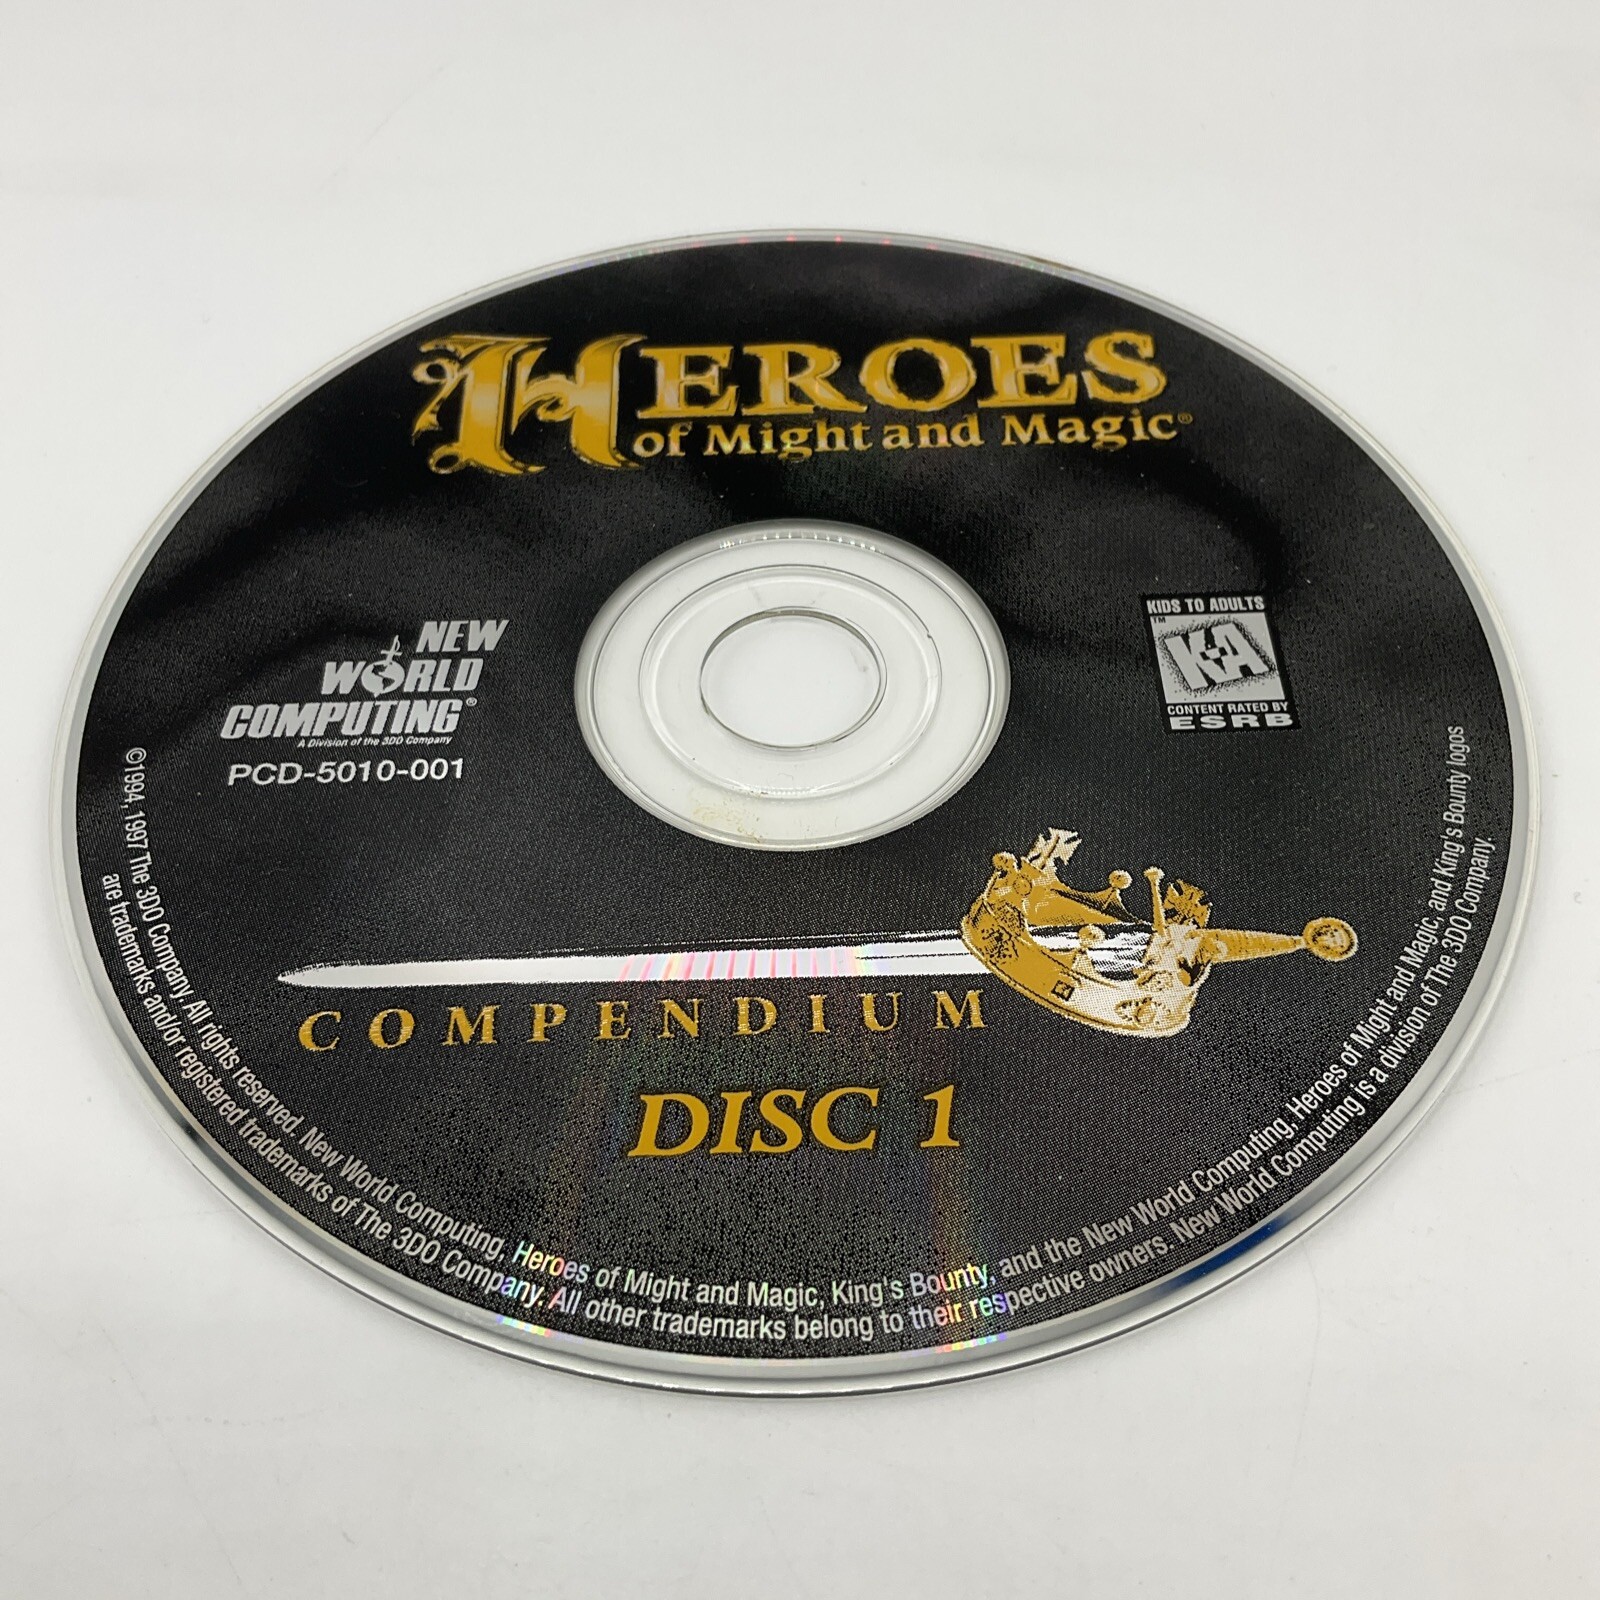 HEROES
of Might and Magic®
KIDS TO ADULTS
TM
K-A
CONTENT RATED BY
ESRB
NEW
WORLD
COMPUTING®
A Division of the 3DO Company
PCD-5010-001
COMPENDIUM
DISC 1
©1994, 1997 The 3DO Company. All rights reserved. New World Computing, Heroes of Might and Magic, King's Bounty, and the New World Computing, Heroes of Might and Magic, and King's Bounty logos
are trademarks and/or registered trademarks of The 3DO Company. All other trademarks belong to their respective owners. New World Computing is a division of The 3DO Company.